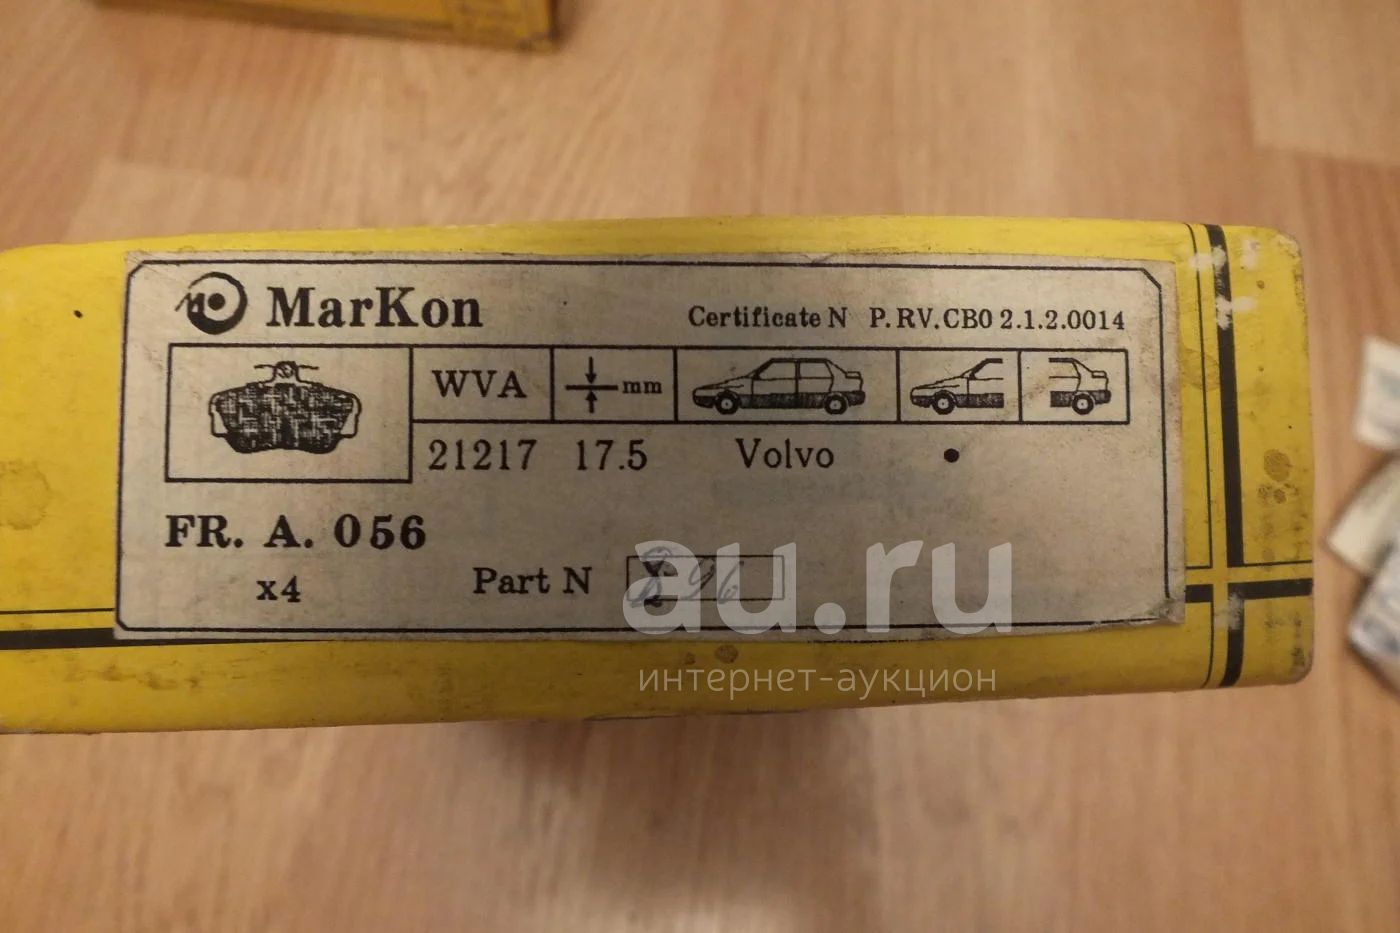 MarKon
Certificate N P.RV.CB0 2.1.2.0014
WVA mm
21217 17.5 Volvo •
FR. A. 056
x4
Part N 96
au.ru
интернет-аукцион